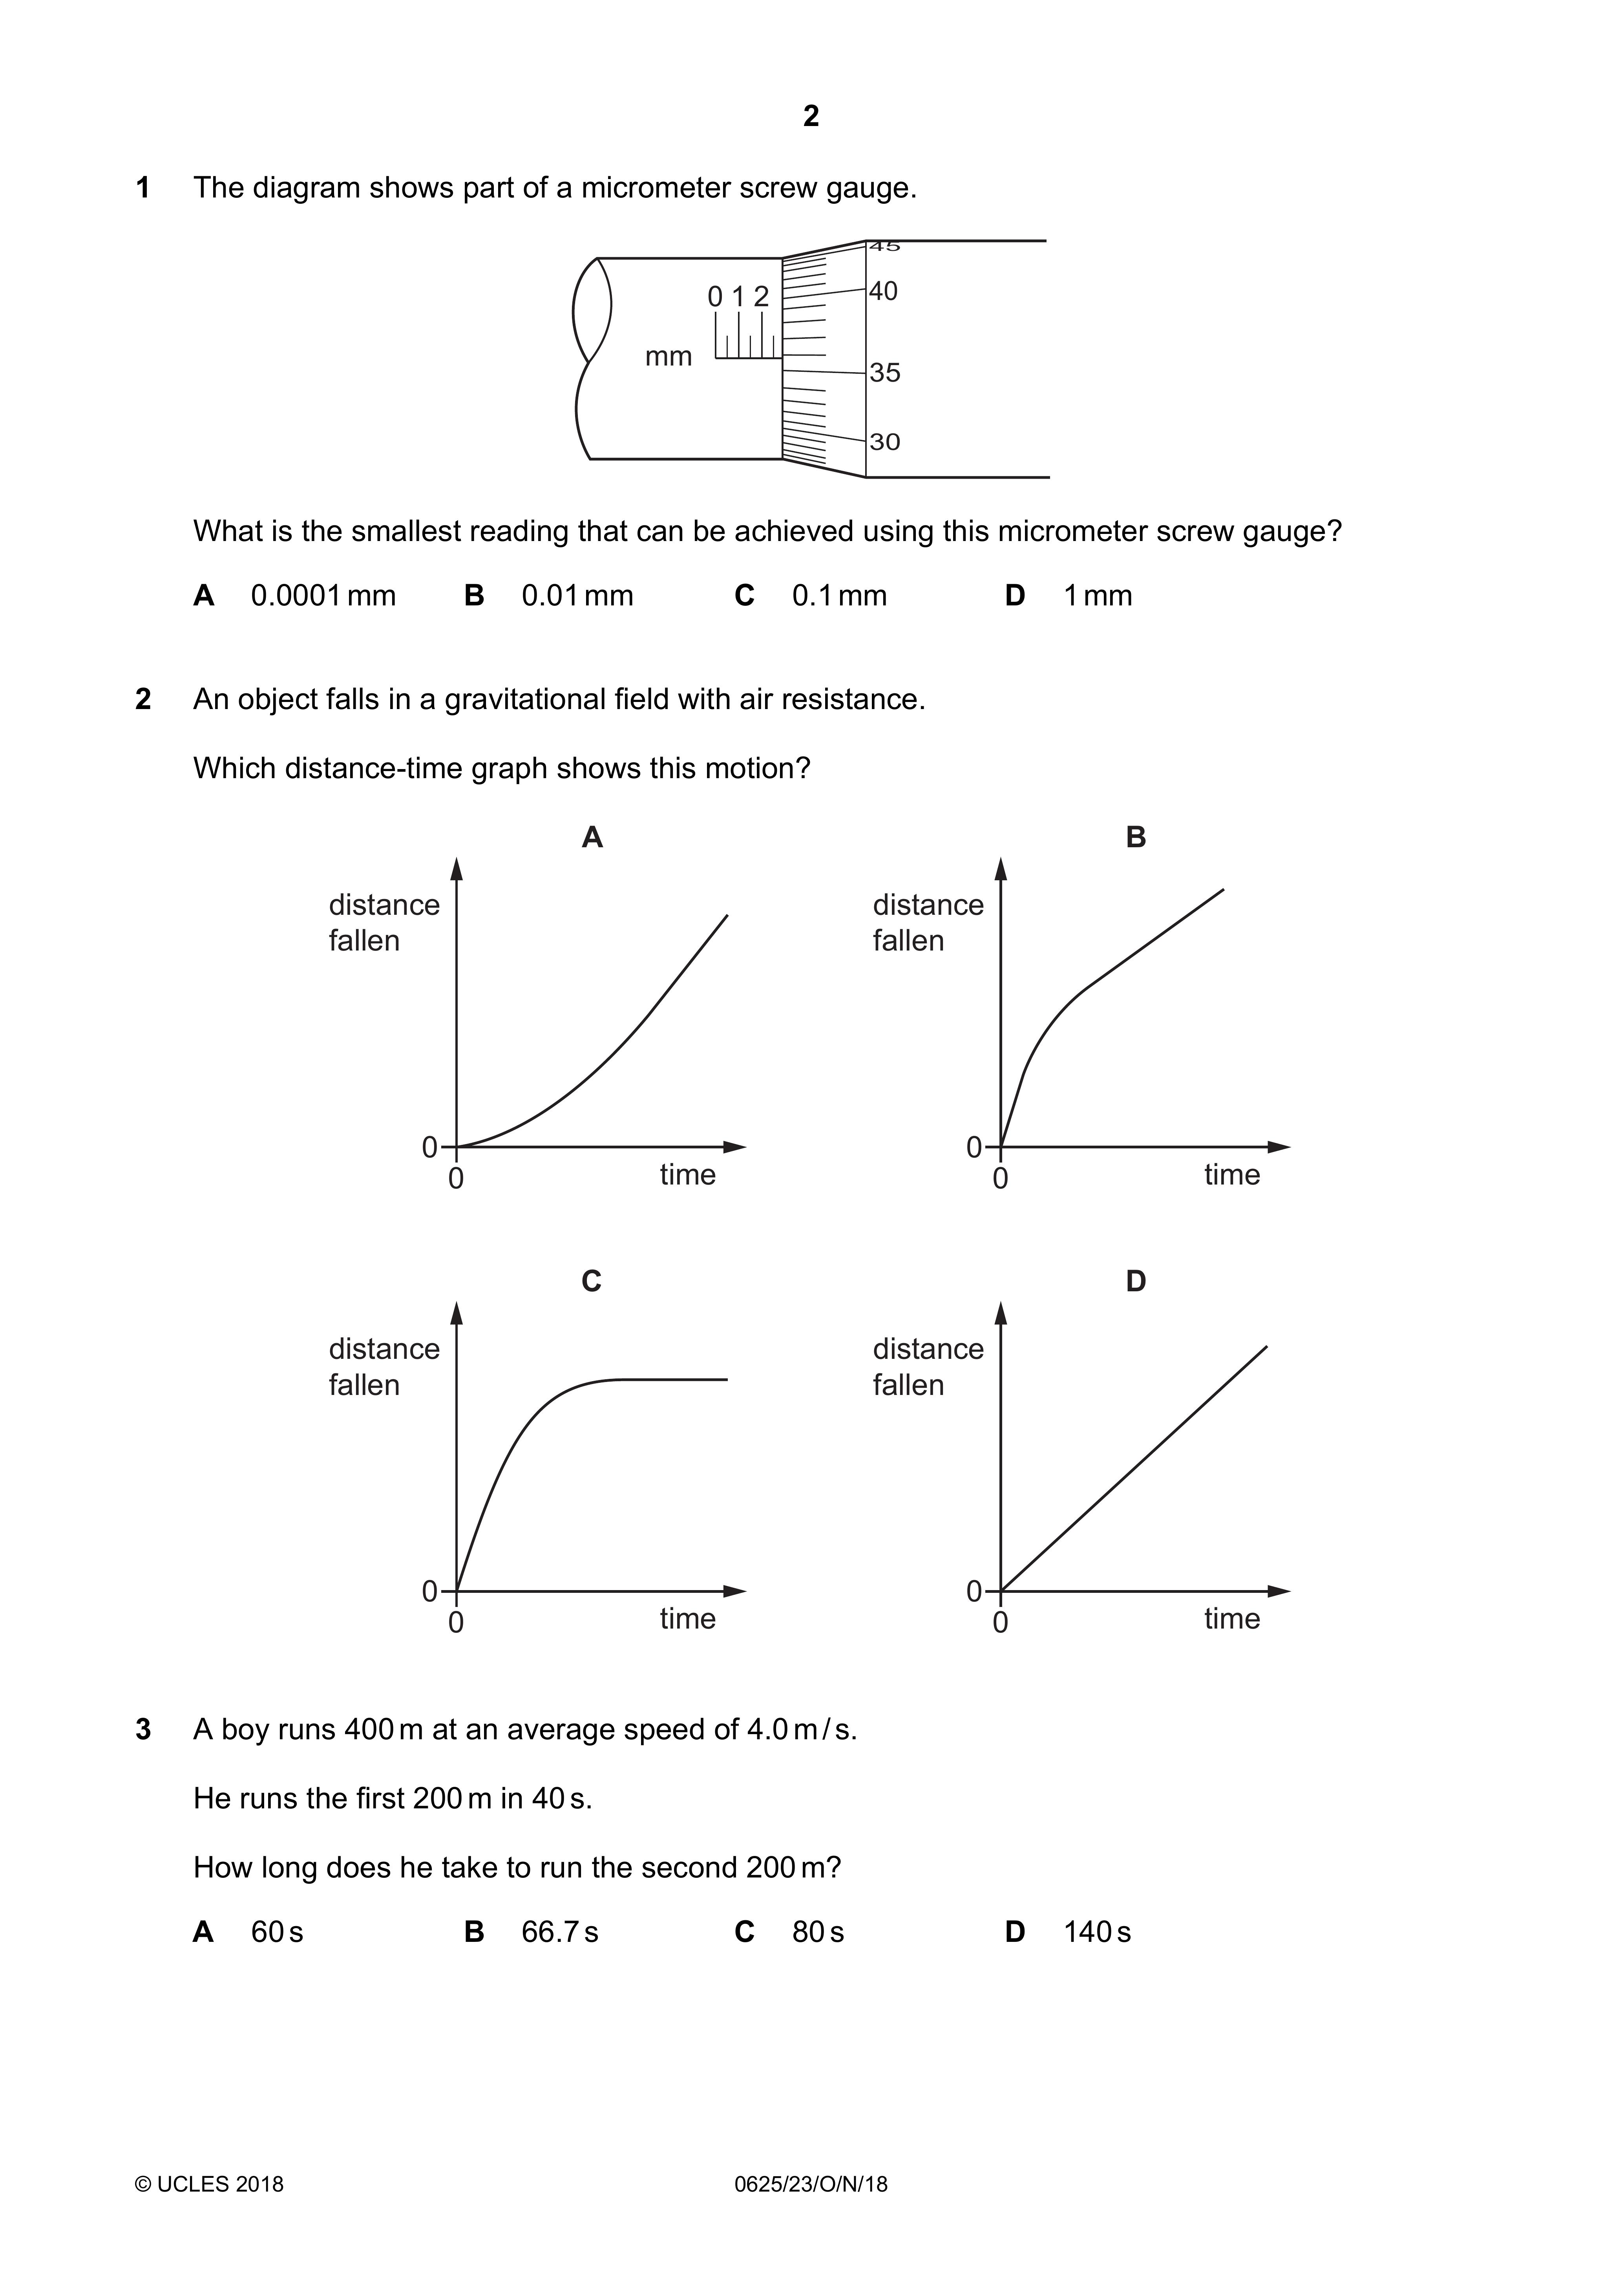 2
1 The diagram shows part of a micrometer screw gauge.
0 1 2
mm
45
40
35
30
What is the smallest reading that can be achieved using this micrometer screw gauge?
A 0.0001 mm B 0.01 mm C 0.1 mm D 1 mm
2 An object falls in a gravitational field with air resistance.
Which distance-time graph shows this motion?
A
distance
fallen
0
0
time
B
distance
fallen
0
0
time
C
distance
fallen
0
0
time
D
distance
fallen
0
0
time
3 A boy runs 400 m at an average speed of 4.0 m / s.
He runs the first 200 m in 40 s.
How long does he take to run the second 200 m?
A 60 s B 66.7 s C 80 s D 140 s
© UCLES 2018 0625/23/O/N/18